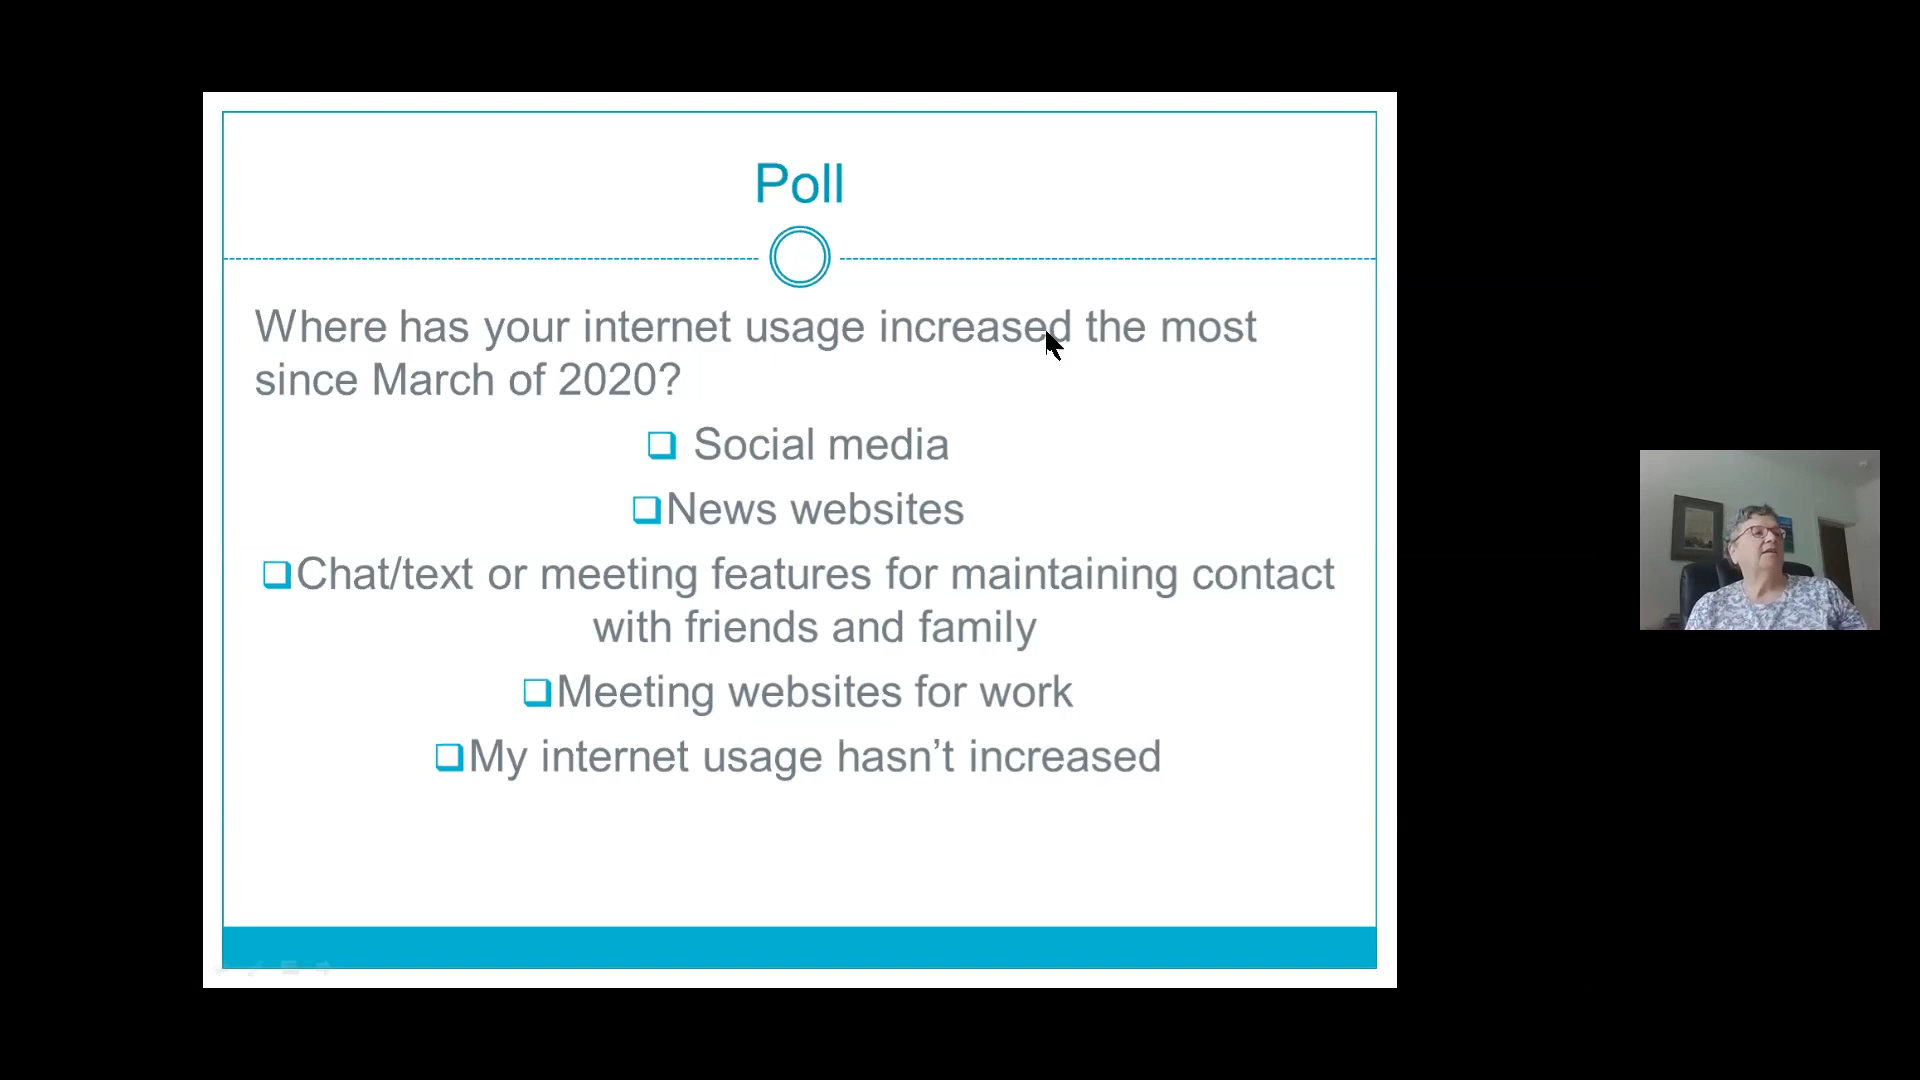 Poll
Where has your internet usage increased the most
since March of 2020?
Social media
News websites
Chat/text or meeting features for maintaining contact
with friends and family
Meeting websites for work
My internet usage hasn’t increased